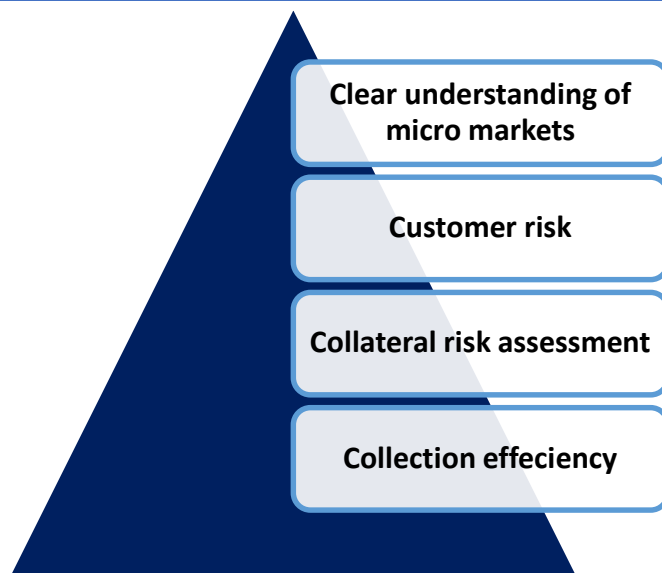 Clear understanding of
micro markets
Customer risk
Collateral risk assessment
Collection effeciency